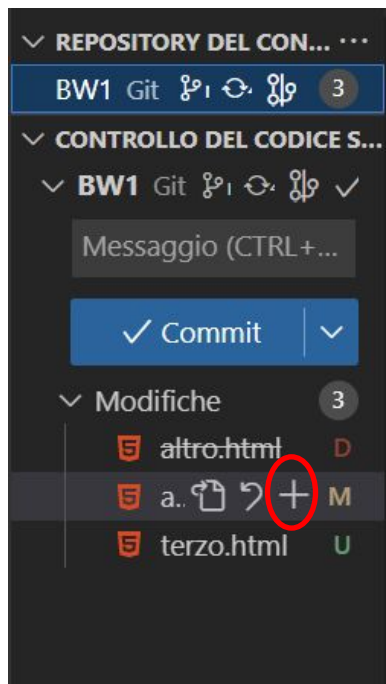 REPOSITORY DEL CON... ...
BW1 Git 3
CONTROLLO DEL CODICE S...
BW1 Git
Messaggio (CTRL+...
Commit
Modifiche 3
altro.html D
a.. M
terzo.html U